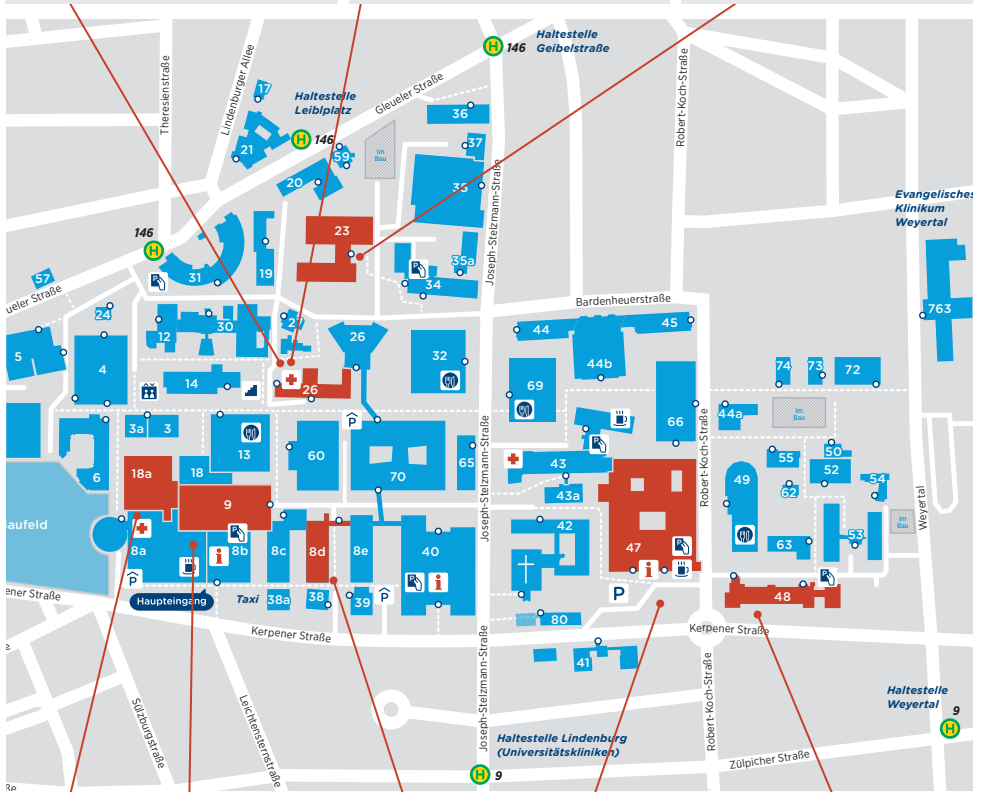 Haltestelle
Geibelstraße
146
Theresienstraße
Lindenburger Allee
Gleueler Straße
Robert-Koch-Straße
17
Haltestelle
Leiblplatz
146
36
21
59
Im
Bau
37
20
35
Joseph-Stelzmann-Straße
Evangelisches
Klinikum
Weyertal
146
23
31
19
P
35a
34
57
ueler Straße
Bardenheuerstraße
24
12
30
26
44
45
763
5
4
32
44b
14
26
69
74
73
72
66
44a
Im
Bau
3a
3
13
60
70
65
6
18a
18
43
43a
55
50
52
54
49
62
9
Im
Bau
Weyertal
Joseph-Stelzmann-Straße
Robert-Koch-Straße
aufeld
8a
8b
8c
8d
8e
40
42
47
63
53
P
Haupteingang
Taxi
38a
38
39
P
48
ener Straße
Kerpener Straße
80
Kerpener Straße
41
Sülzburgstraße
Leichtensternstraße
Joseph-Stelzmann-Straße
Robert-Koch-Straße
Haltestelle
Weyertal
9
Haltestelle Lindenburg
(Universitätskliniken)
H 9
Zülpicher Straße
aße